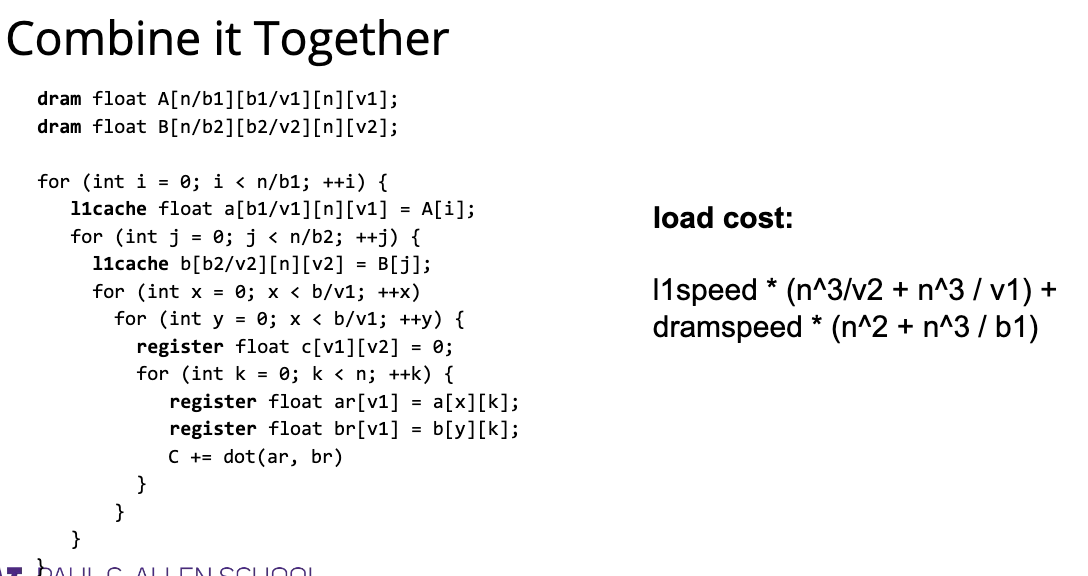 Combine it Together
dram float A[n/b1][b1/v1][n][v1];
dram float B[n/b2][b2/v2][n][v2];
for (int i = 0; i < n/b1; ++i) {
l1cache float a[b1/v1][n][v1] = A[i];
for (int j = 0; j < n/b2; ++j) {
l1cache b[b2/v2][n][v2] = B[j];
for (int x = 0; x < b/v1; ++x)
for (int y = 0; x < b/v1; ++y) {
register float c[v1][v2] = 0;
for (int k = 0; k < n; ++k) {
register float ar[v1] = a[x][k];
register float br[v1] = b[y][k];
C += dot(ar, br)
}
}
}
}
load cost:
l1speed * (n^3/v2 + n^3 / v1) +
dramspeed * (n^2 + n^3 / b1)
PAUL G. ALLEN SCHOOL